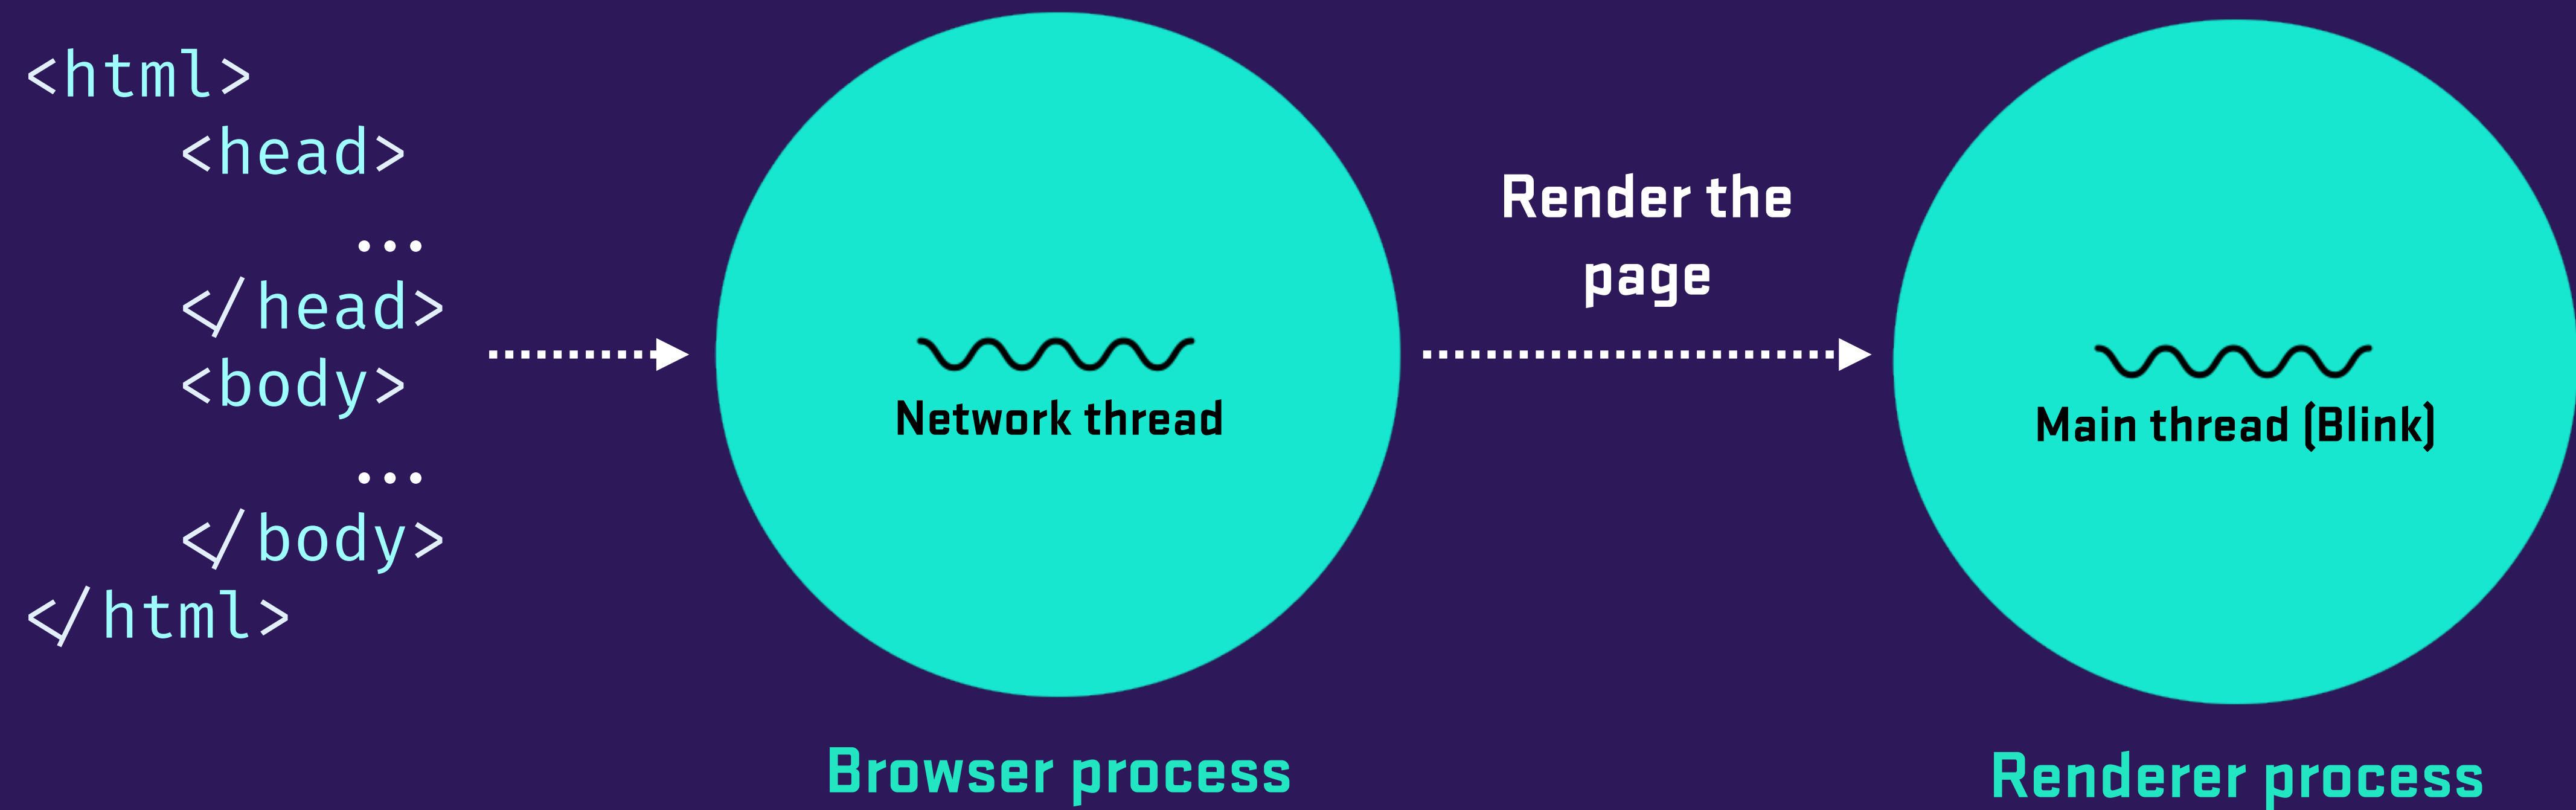 <html>
<head>
...
</head>
<body>
...
</body>
</html>
Network thread
Browser process
Render the
page
Main thread (Blink)
Renderer process